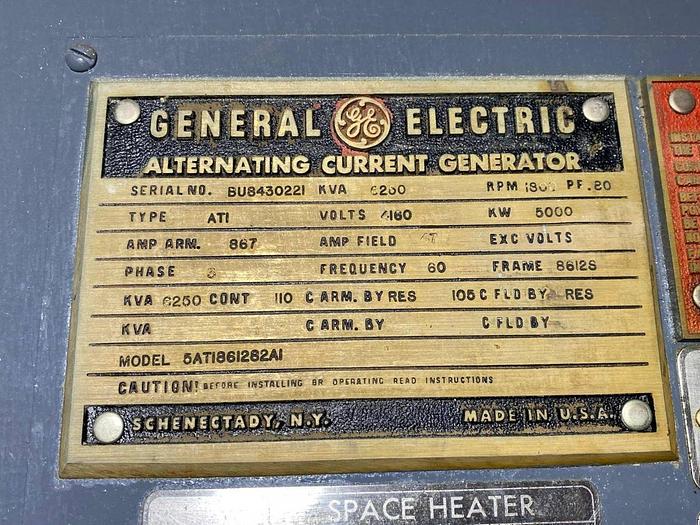 GENERAL GE ELECTRIC
ALTERNATING CURRENT GENERATOR
SERIAL NO. BU8430221 KVA 6250 RPM PF .80
TYPE ATI VOLTS 4160 KW 5000
AMP ARM. 867 AMP FIELD EXC VOLTS
PHASE 3 FREQUENCY 60 FRAME 8612S
KVA 6250 CONT 110 C ARM. BY RES 105 C FLD BY RES
KVA C ARM. BY C FLD BY
MODEL 5ATI861282A1
CAUTION! BEFORE INSTALLING OR OPERATING READ INSTRUCTIONS
SCHENECTADY, N.Y. MADE IN U.S.A.
SPACE HEATER